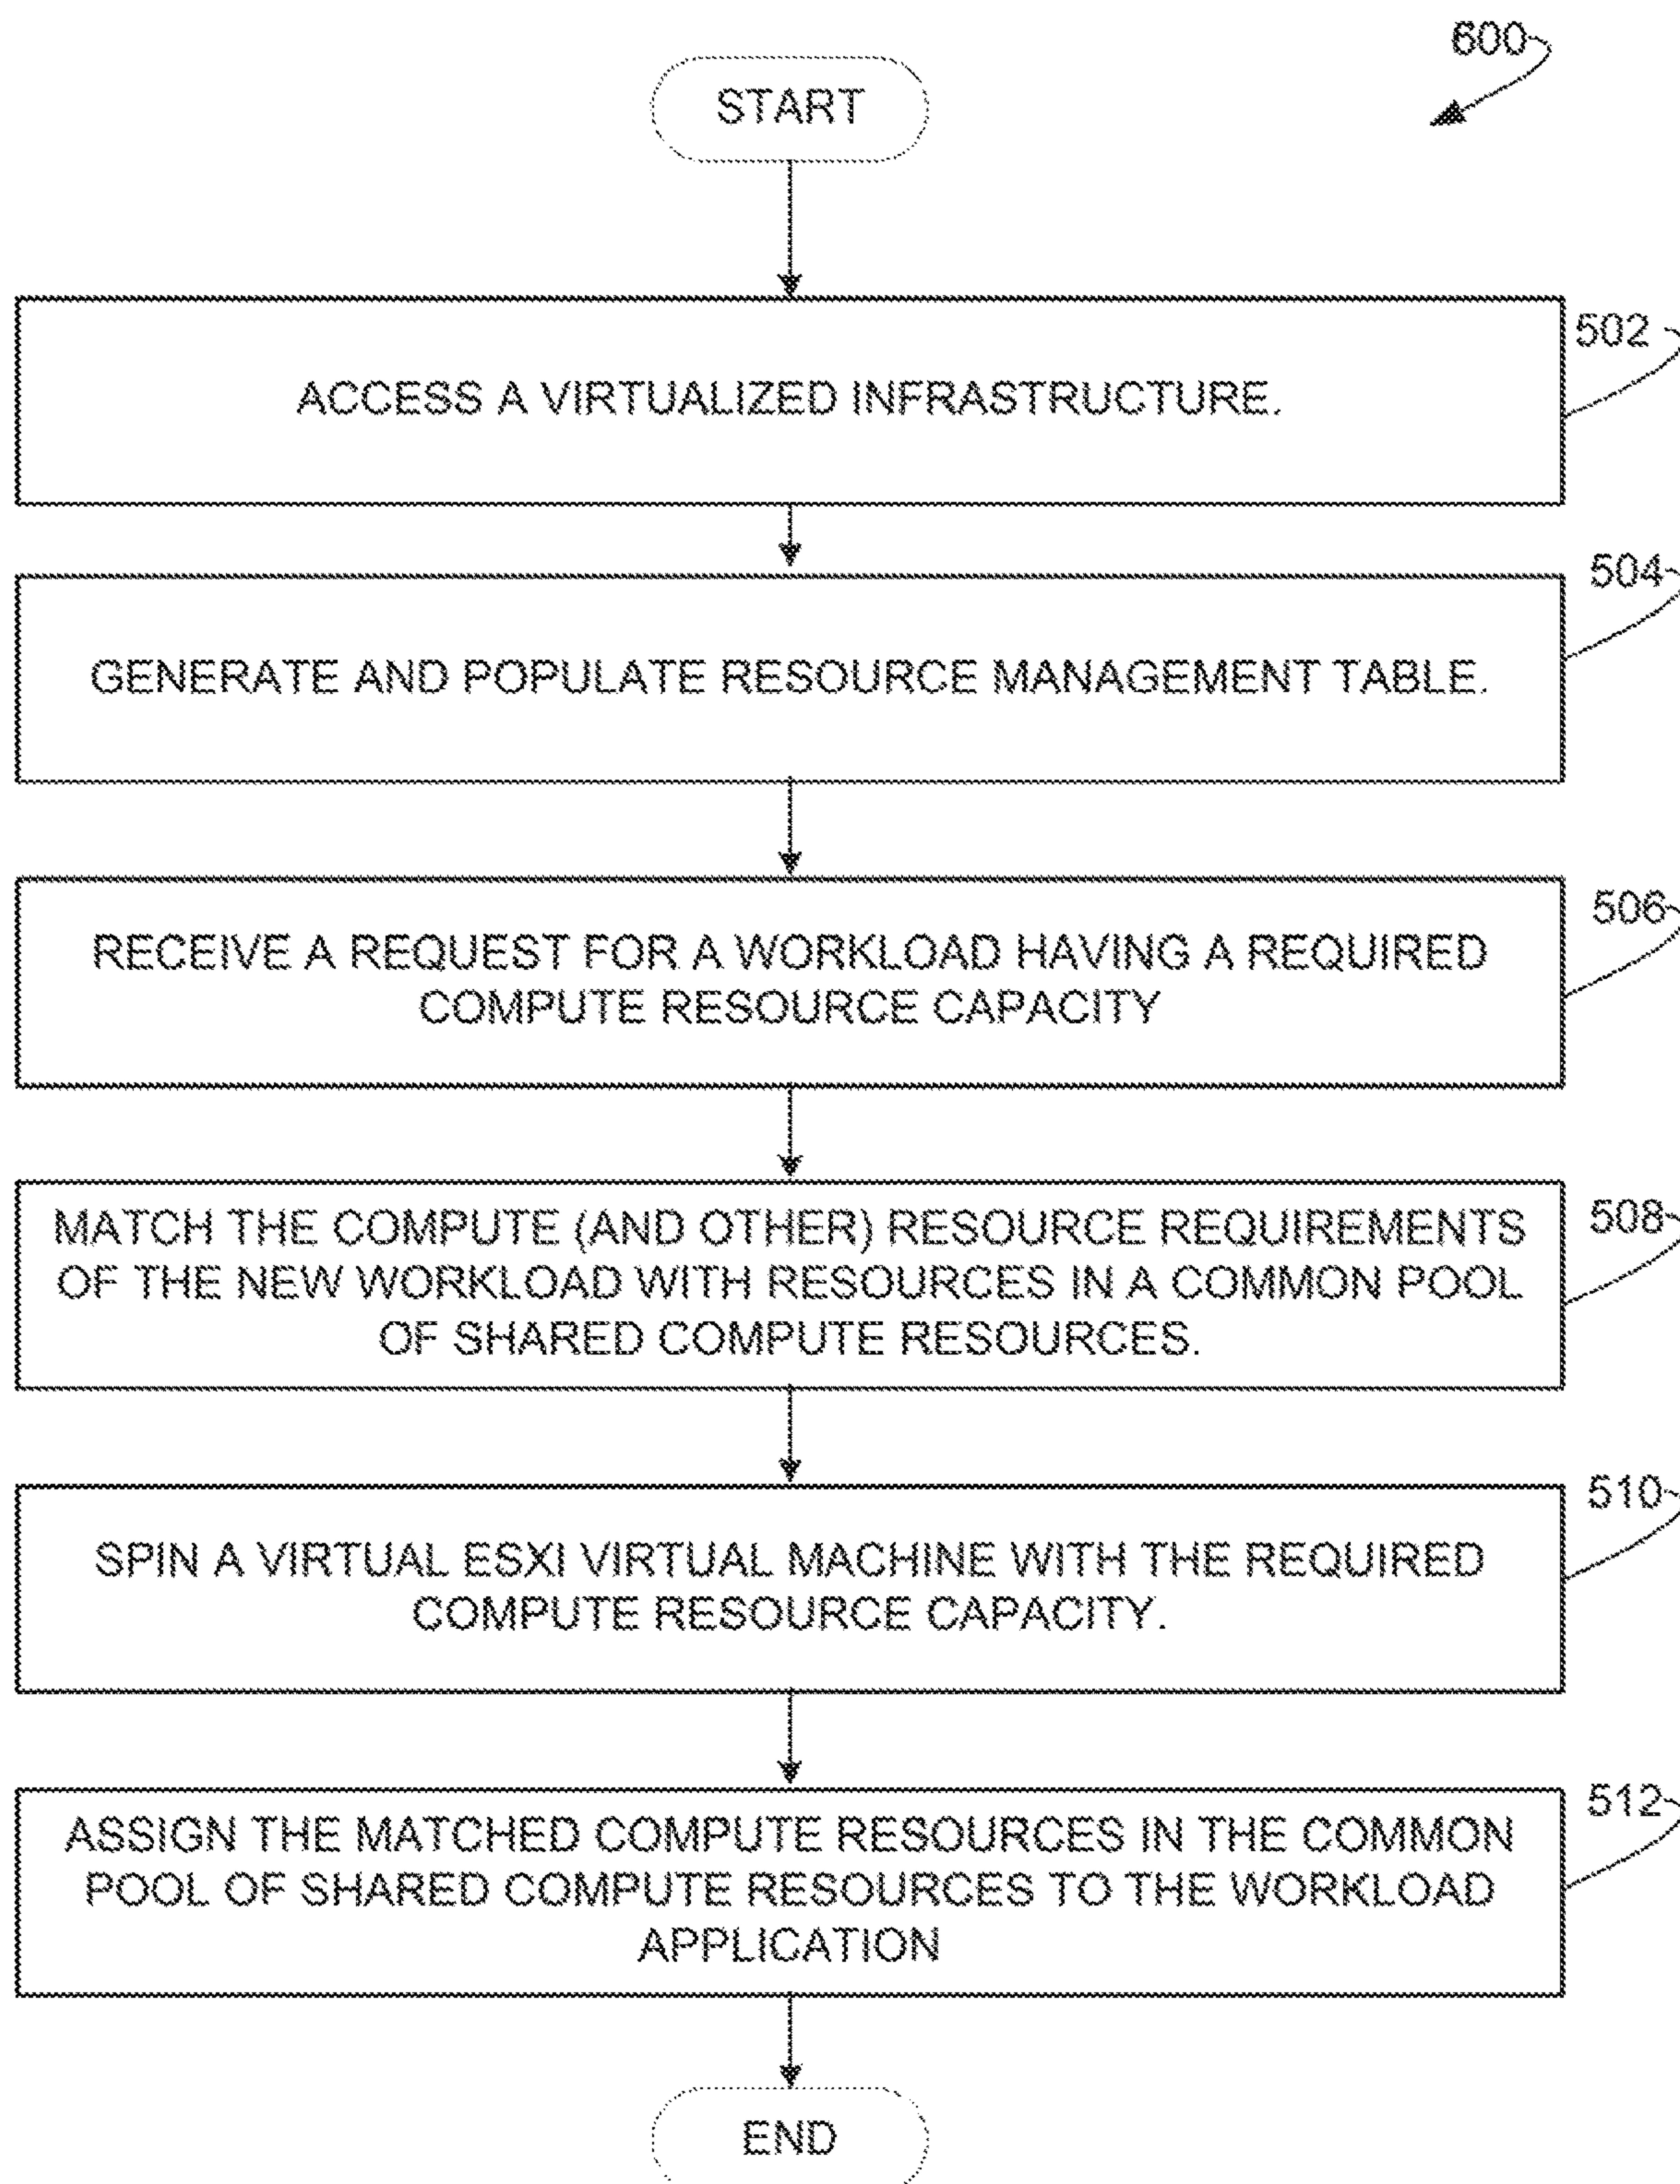 600
START
502
ACCESS A VIRTUALIZED INFRASTRUCTURE.
504
GENERATE AND POPULATE RESOURCE MANAGEMENT TABLE.
506
RECEIVE A REQUEST FOR A WORKLOAD HAVING A REQUIRED
COMPUTE RESOURCE CAPACITY
508
MATCH THE COMPUTE (AND OTHER) RESOURCE REQUIREMENTS
OF THE NEW WORKLOAD WITH RESOURCES IN A COMMON POOL
OF SHARED COMPUTE RESOURCES.
510
SPIN A VIRTUAL ESXI VIRTUAL MACHINE WITH THE REQUIRED
COMPUTE RESOURCE CAPACITY.
512
ASSIGN THE MATCHED COMPUTE RESOURCES IN THE COMMON
POOL OF SHARED COMPUTE RESOURCES TO THE WORKLOAD
APPLICATION
END